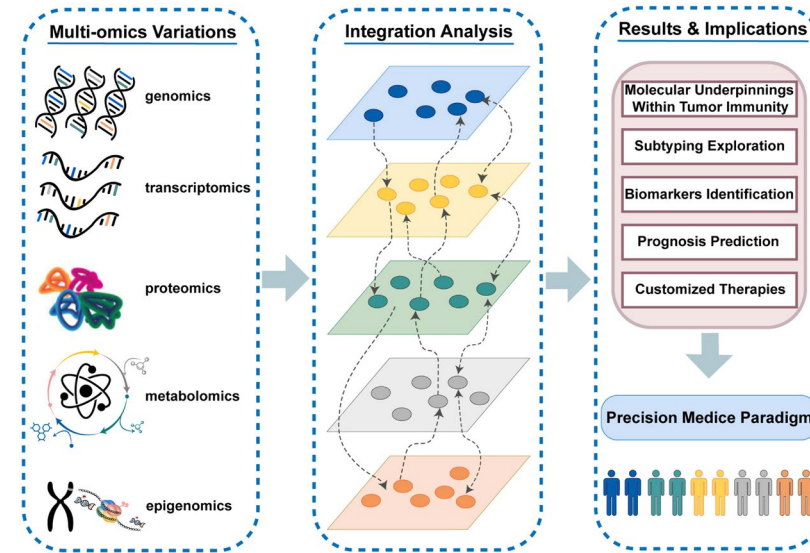 Multi-omics Variations
genomics
transcriptomics
proteomics
metabolomics
epigenomics
Integration Analysis
Results & Implications
Molecular Underpinnings
Within Tumor Immunity
Subtyping Exploration
Biomarkers Identification
Prognosis Prediction
Customized Therapies
Precision Medice Paradigm